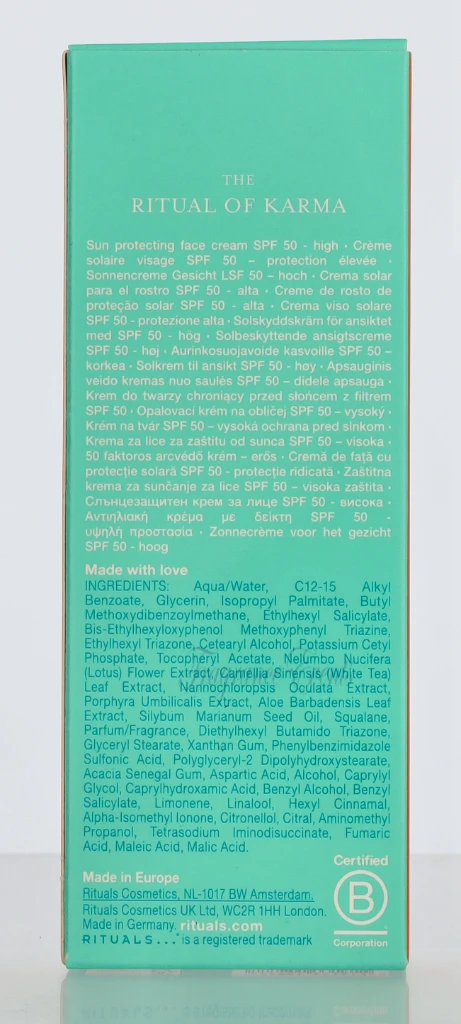 THE
RITUAL OF KARMA
Sun protecting face cream SPF 50 - high · Crème
solaire visage SPF 50 – protection élevée ·
Sonnencreme Gesicht LSF 50 – hoch · Crema solar
para el rostro SPF 50 - alta · Creme de rosto de
proteção solar SPF 50 - alta · Crema viso solare
SPF 50 - protezione alta · Solskyddskräm för ansiktet
med SPF 50 - hög · Solbeskyttende ansigtscreme
SPF 50 - høj · Aurinkosuojavoide kasvoille SPF 50 –
korkea · Solkrem til ansikt SPF 50 - høy · Apsauginis
veido kremas nuo saulės SPF 50 – didelė apsauga ·
Krem do twarzy chroniący przed słońcem z filtrem
SPF 50 · Opalovací krém na obličej SPF 50 – vysoký ·
Krém na tvár SPF 50 – vysoká ochrana pred slnkom ·
Krema za lice za zaštitu od sunca SPF 50 – visoka ·
50 faktoros arcvédő krém – erős · Cremă de față cu
protecție solară SPF 50 - protecție ridicată · Zaštitna
krema za sunčanje za lice SPF 50 – visoka zaštita ·
Слънцезащитен крем за лице SPF 50 - висока ·
Αντηλιακή κρέμα με δείκτη SPF 50 -
υψηλή προστασία · Zonnecrème voor het gezicht
SPF 50 - hoog
Made with love
INGREDIENTS: Aqua/Water, C12-15 Alkyl
Benzoate, Glycerin, Isopropyl Palmitate, Butyl
Methoxydibenzoylmethane, Ethylhexyl Salicylate,
Bis-Ethylhexyloxyphenol Methoxyphenyl Triazine,
Ethylhexyl Triazone, Cetearyl Alcohol, Potassium Cetyl
Phosphate, Tocopheryl Acetate, Nelumbo Nucifera
(Lotus) Flower Extract, Camellia Sinensis (White Tea)
Leaf Extract, Nannochloropsis Oculata Extract,
Porphyra Umbilicalis Extract, Aloe Barbadensis Leaf
Extract, Silybum Marianum Seed Oil, Squalane,
Parfum/Fragrance, Diethylhexyl Butamido Triazone,
Glyceryl Stearate, Xanthan Gum, Phenylbenzimidazole
Sulfonic Acid, Polyglyceryl-2 Dipolyhydroxystearate,
Acacia Senegal Gum, Aspartic Acid, Alcohol, Caprylyl
Glycol, Caprylhydroxamic Acid, Benzyl Alcohol, Benzyl
Salicylate, Limonene, Linalool, Hexyl Cinnamal,
Alpha-Isomethyl Ionone, Citronellol, Citral, Aminomethyl
Propanol, Tetrasodium Iminodisuccinate, Fumaric
Acid, Maleic Acid, Malic Acid.
Certified
B
Corporation
Made in Europe
Rituals Cosmetics, NL-1017 BW Amsterdam.
Rituals Cosmetics UK Ltd, WC2R 1HH London.
Made in Germany. rituals.com
RITUALS...® is a registered trademark